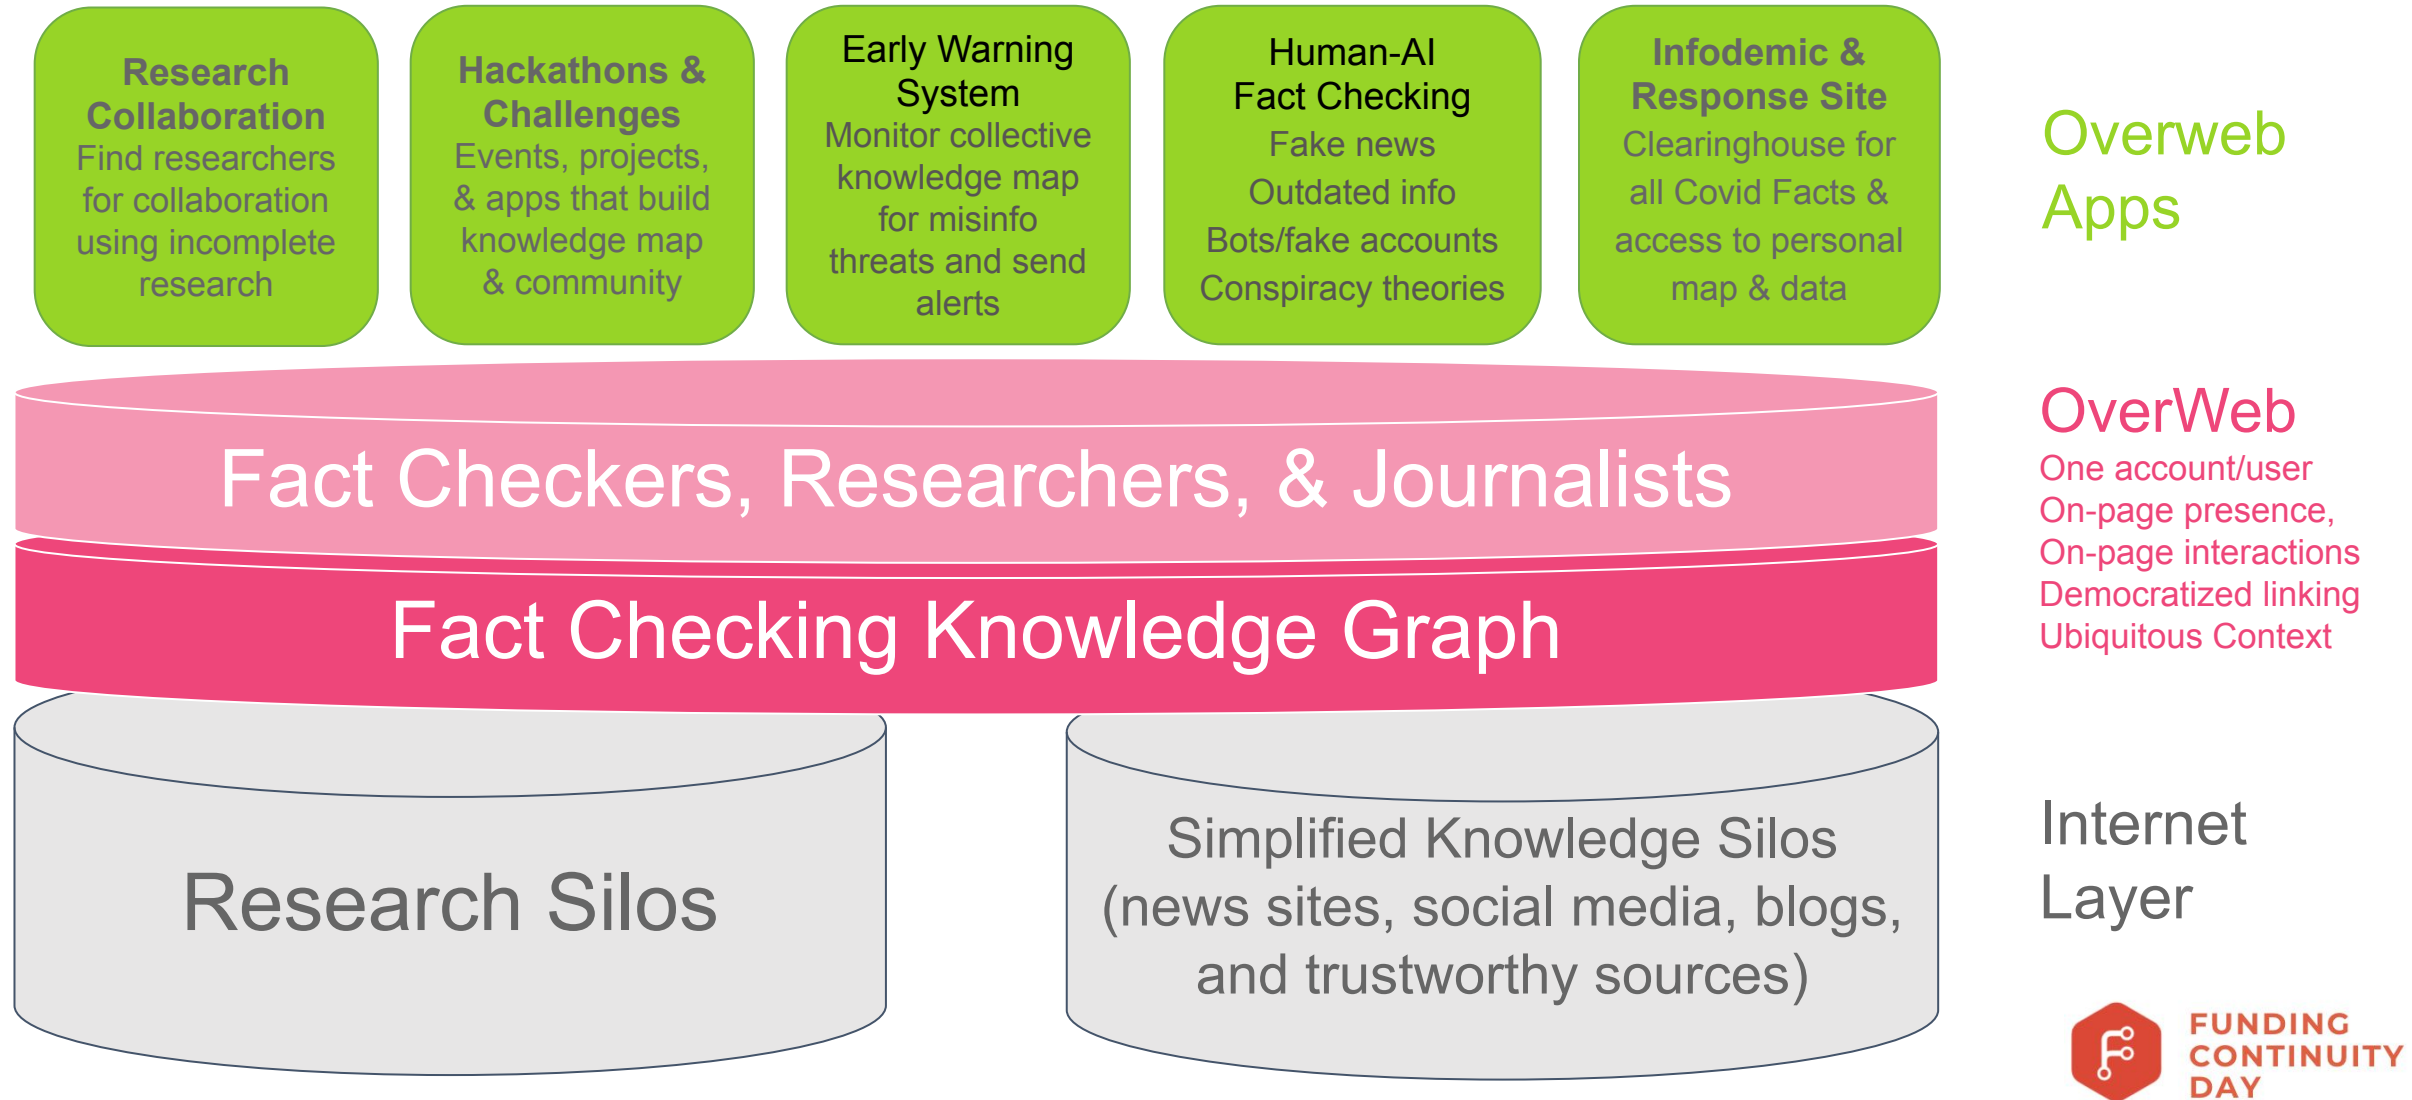 Research
Collaboration
Find researchers
for collaboration
using incomplete
research
Hackathons &
Challenges
Events, projects,
& apps that build
knowledge map
& community
Early Warning
System
Monitor collective
knowledge map
for misinfo
threats and send
alerts
Human-AI
Fact Checking
Fake news
Outdated info
Bots/fake accounts
Conspiracy theories
Infodemic &
Response Site
Clearinghouse for
all Covid Facts &
access to personal
map & data
Overweb
Apps
Fact Checkers, Researchers, & Journalists
Fact Checking Knowledge Graph
OverWeb
One account/user
On-page presence,
On-page interactions
Democratized linking
Ubiquitous Context
Research Silos
Simplified Knowledge Silos
(news sites, social media, blogs,
and trustworthy sources)
Internet
Layer
FUNDING
CONTINUITY
DAY